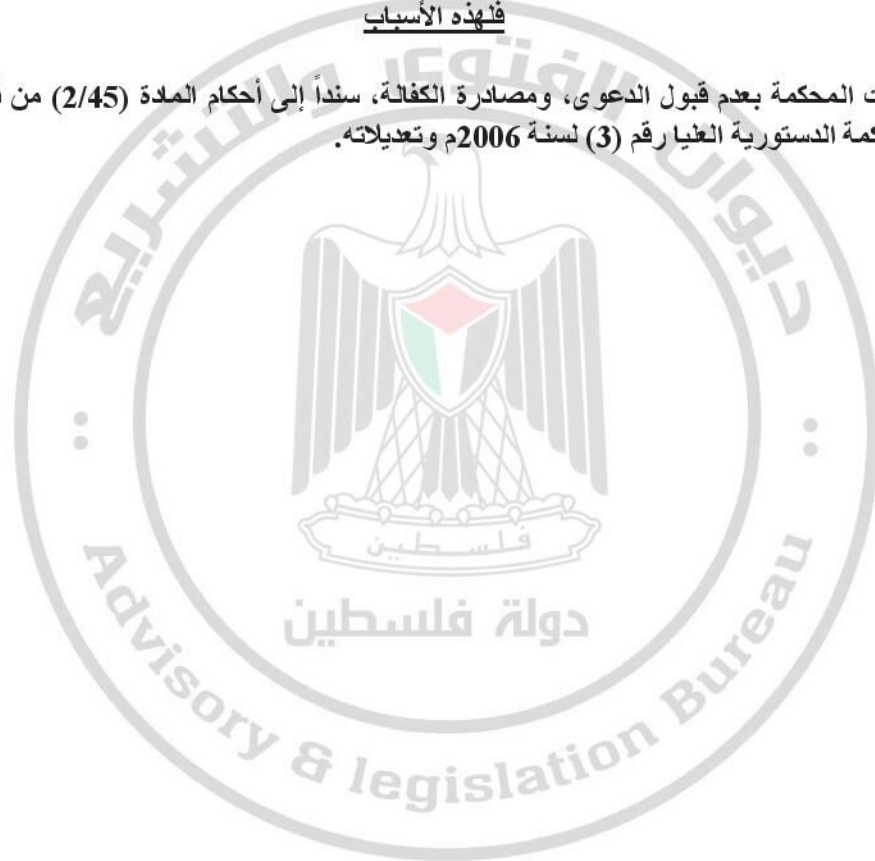 فلهذه الأسباب
ت المحكمة بعدم قبول الدعوى، ومصادرة الكفالة، سنداً إلى أحكام المادة (2/45) من
كمة الدستورية العليا رقم (3) لسنة 2006م وتعديلاته.
ديوان الفتوى والتشريع
فلسطين
دولة فلسطين
Advisory & legislation Bureau